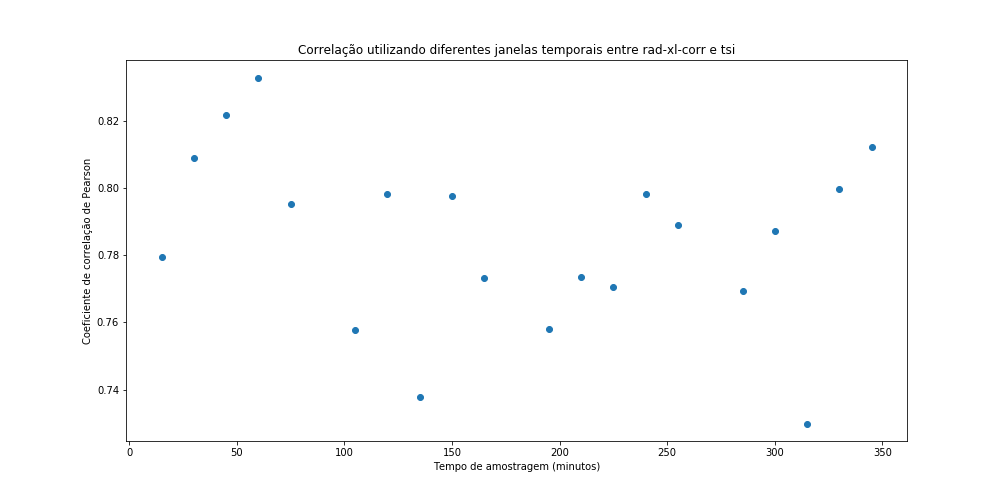 Correlação utilizando diferentes janelas temporais entre rad-xl-corr e tsi
Coeficiente de correlação de Pearson
0.82
0.80
0.78
0.76
0.74
0 50 100 150 200 250 300 350
Tempo de amostragem (minutos)